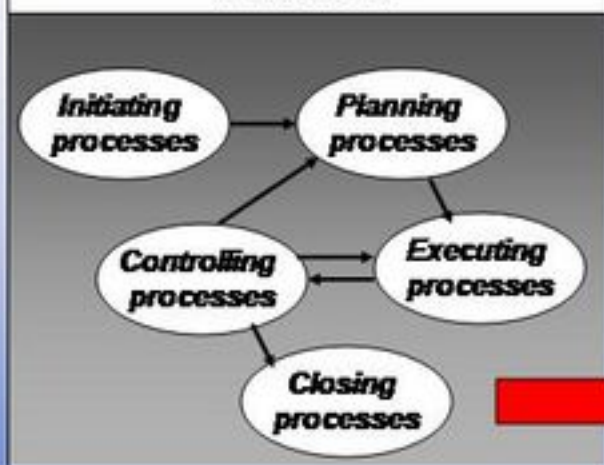 Initiating
processes
Planning
processes
Controlling
processes
Executing
processes
Closing
processes